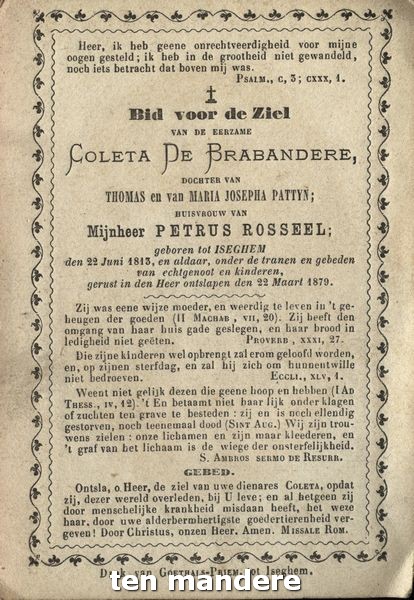 Heer, ik heb geene onrechtveerdigheid voor mijne
oogen gesteld; ik heb in de grootheid niet gewandeld,
noch iets betracht dat boven mij was.
Psalm., c, 3; cxxx, 1.
Bid voor de Ziel
VAN DE EERZAME
Coleta De Brabandere,
DOCHTER VAN
THOMAS en van MARIA JOSEPHA PATTYN;
HUISVROUW VAN
Mijnheer PETRUS ROSSEEL;
geboren tot ISEGHEM
den 22 Juni 1813, en aldaar, onder de tranen en gebeden
van echtgenoot en kinderen,
gerust in den Heer ontslapen den 22 Maart 1879.
Zij was eene wijze moeder, en weerdig te leven in 't ge-
heugen der goeden (II Machab, vii, 20). Zij heeft den
omgang van haar huis gade geslegen, en haar brood in
ledigheid niet geëten. Proverb, xxxi, 27.
Die zijne kinderen wel opbrengt zal erom geloofd worden,
en, op zijnen sterfdag, en zal hij zich om hunnentwille
niet bedroeven. Eccli., xlv, 1.
Weent niet gelijk dezen die geene hoop en hebben (I Ad
Thess., iv, 12). 't En betaamt niet baarlijk onder klagen
of zuchten ten grave te besteden: zij en is noch ellendig
gestorven, noch teenemaal dood (Sint Aug.) Wij zijn trou-
wens zielen: onze lichamen en zijn maar kleederen, en
't graf van het lichaam is de wiege der onsterfelijkheid.
S. Ambros sermo de Resurr.
GEBED.
Ontsla, o Heer, de ziel van uwe dienares Coleta, opdat
zij, dezer wereld overleden, bij U leve; en al hetgeen zij
door menschelijke krankheid misdaan heeft, het weze
haar, door uwe alderbermhertigste goedertierenheid ver-
geven! Door Christus, onzen Heer. Amen. Missale Rom.
van Goethals-Priem, tot Iseghem.
ten mandere